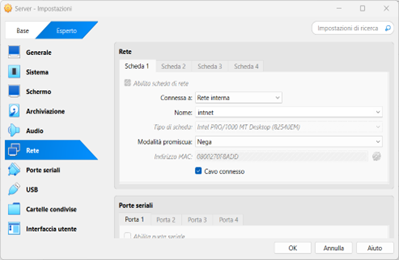 Server - Impostazioni
Base
Esperto
Impostazioni di ricerca
Generale
Sistema
Schermo
Archiviazione
Audio
Rete
Porte seriali
USB
Cartelle condivise
Interfaccia utente
Rete
Scheda 1 Scheda 2 Scheda 3 Scheda 4
Abilita scheda di rete
Connessa a: Rete interna
Nome: intnet
Tipo di scheda: Intel PRO/1000 MT Desktop (82540EM)
Modalità promiscua: Nega
Indirizzo MAC:
Cavo connesso
Porte seriali
Porta 1 Porta 2 Porta 3 Porta 4
Abilita porta seriale
OK Annulla Aiuto